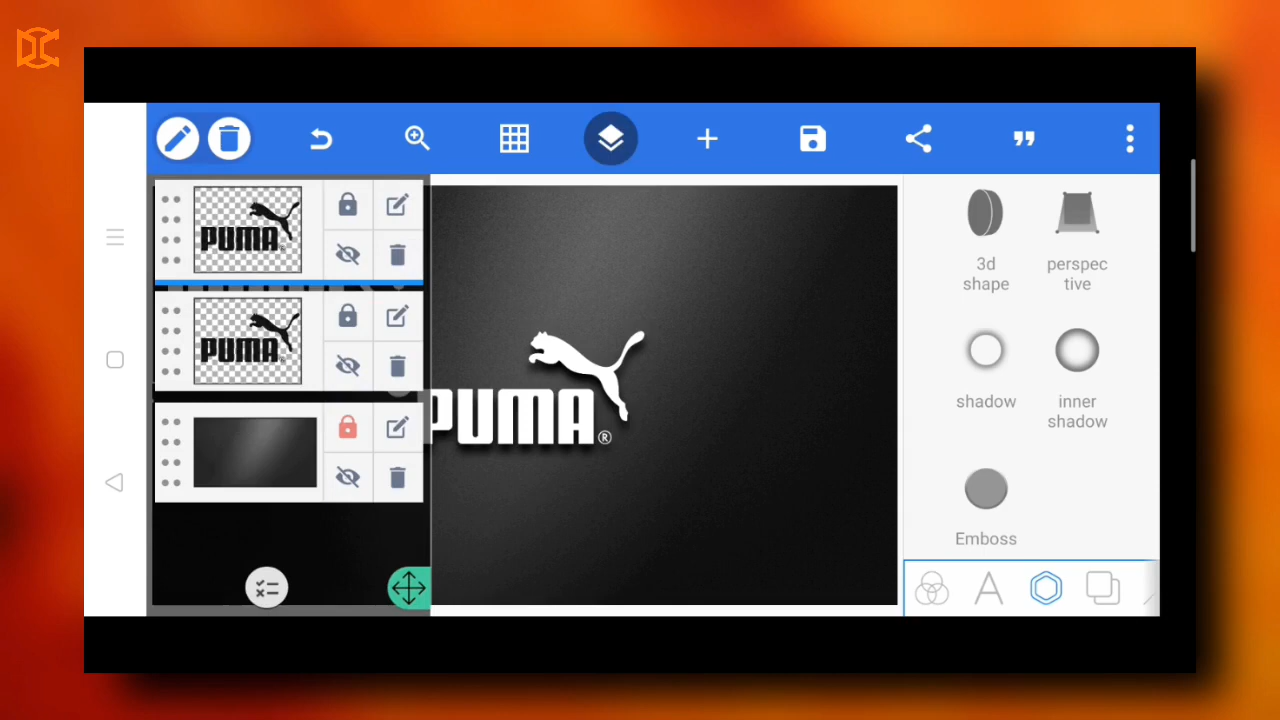 PUMA
PUMA
PUMA®
3d
shape
perspec
tive
shadow
inner
shadow
Emboss